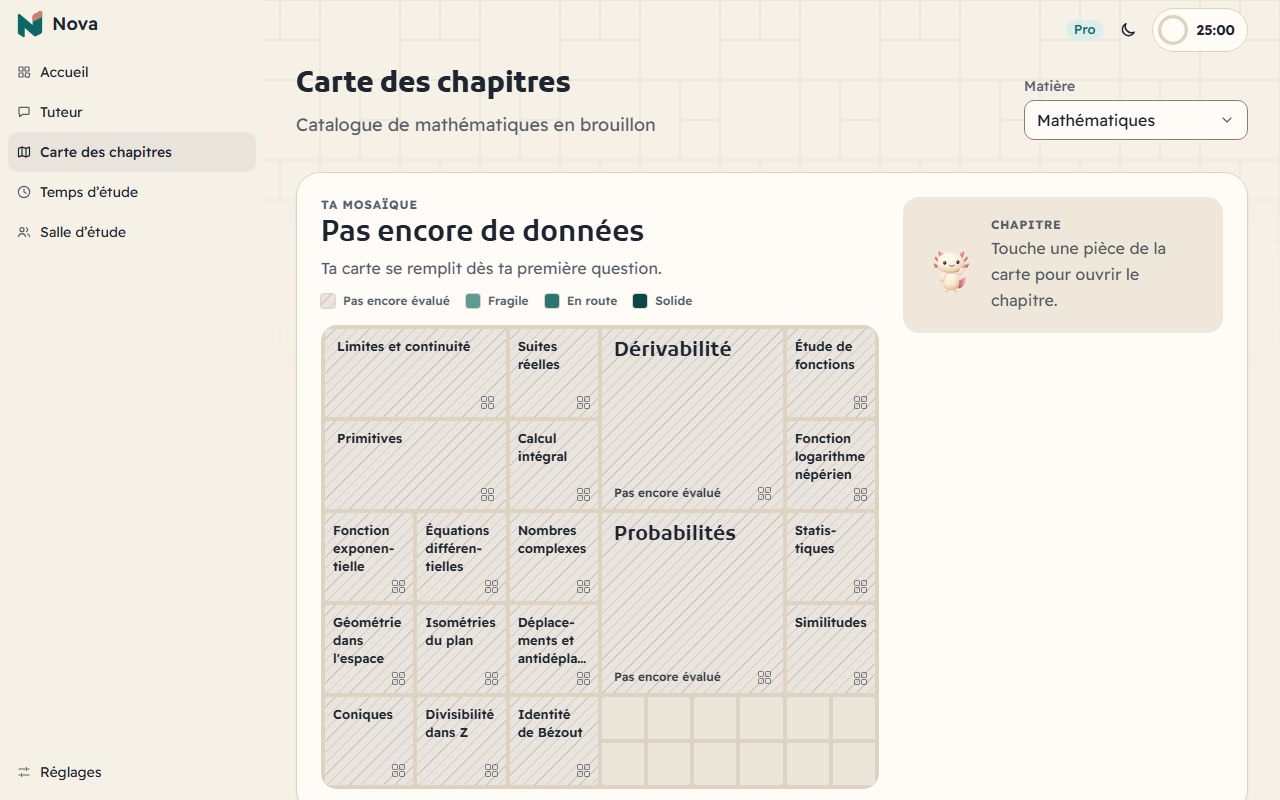 Nova
Accueil
Tuteur
Carte des chapitres
Temps d'étude
Salle d'étude
Réglages
Pro
25:00
Carte des chapitres
Catalogue de mathématiques en brouillon
Matière
Mathématiques
TA MOSAÏQUE
Pas encore de données
Ta carte se remplit dès ta première question.
Pas encore évalué
Fragile
En route
Solide
CHAPITRE
Touche une pièce de la
carte pour ouvrir le
chapitre.
Limites et continuité
Suites
réelles
Dérivabilité
Pas encore évalué
Étude de
fonctions
Primitives
Calcul
intégral
Fonction
logarithme
népérien
Fonction
exponen-
tielle
Équations
différen-
tielles
Nombres
complexes
Probabilités
Pas encore évalué
Statis-
tiques
Géométrie
dans
l'espace
Isométries
du plan
Déplace-
ments et
antidépla...
Similitudes
Coniques
Divisibilité
dans Z
Identité
de Bézout